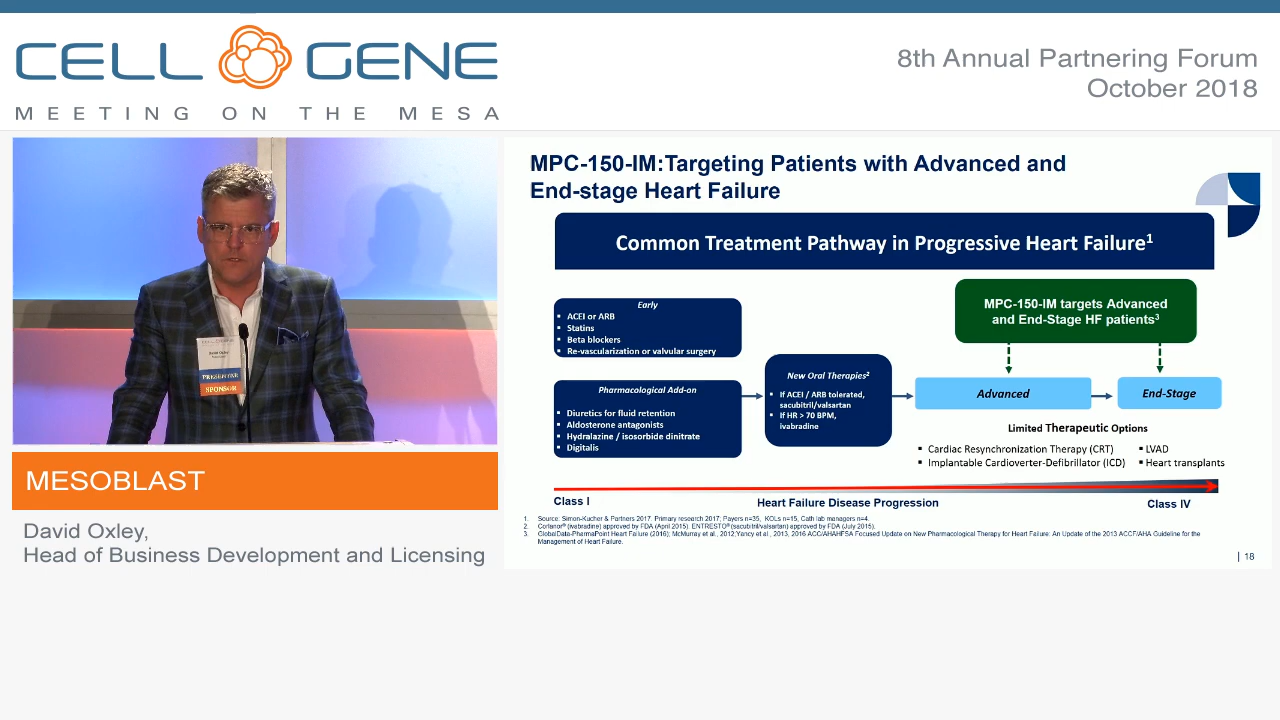 CELL GENE
MEETING ON THE MESA
8th Annual Partnering Forum
October 2018
PRESENTER
SPONSOR
MESOBLAST
David Oxley,
Head of Business Development and Licensing
MPC-150-IM:Targeting Patients with Advanced and
End-stage Heart Failure
Common Treatment Pathway in Progressive Heart Failure1
Early
▪ ACEI or ARB
▪ Statins
▪ Beta blockers
▪ Re-vascularization or valvular surgery
Pharmacological Add-on
▪ Diuretics for fluid retention
▪ Aldosterone antagonists
▪ Hydralazine / isosorbide dinitrate
▪ Digitalis
New Oral Therapies2
▪ If ACEI / ARB tolerated,
sacubitril/valsartan
▪ If HR > 70 BPM,
ivabradine
MPC-150-IM targets Advanced
and End-Stage HF patients3
Advanced
End-Stage
Limited Therapeutic Options
▪ Cardiac Resynchronization Therapy (CRT)
▪ Implantable Cardioverter-Defibrillator (ICD)
▪ LVAD
▪ Heart transplants
Class I
Heart Failure Disease Progression
Class IV
1. Source: Simon-Kucher & Partners 2017. Primary research 2017; Payers n=35, KOLs n=15, Cath lab managers n=4.
2. Corlanor® (ivabradine) approved by FDA (April 2015). ENTRESTO® (sacubitril/valsartan) approved by FDA (July 2015).
3. GlobalData-PharmaPoint Heart Failure (2016); McMurray et al., 2012;Yancy et al., 2013, 2016 ACC/AHA/HFSA Focused Update on New Pharmacological Therapy for Heart Failure: An Update of the 2013 ACCF/AHA Guideline for the
Management of Heart Failure.
| 18